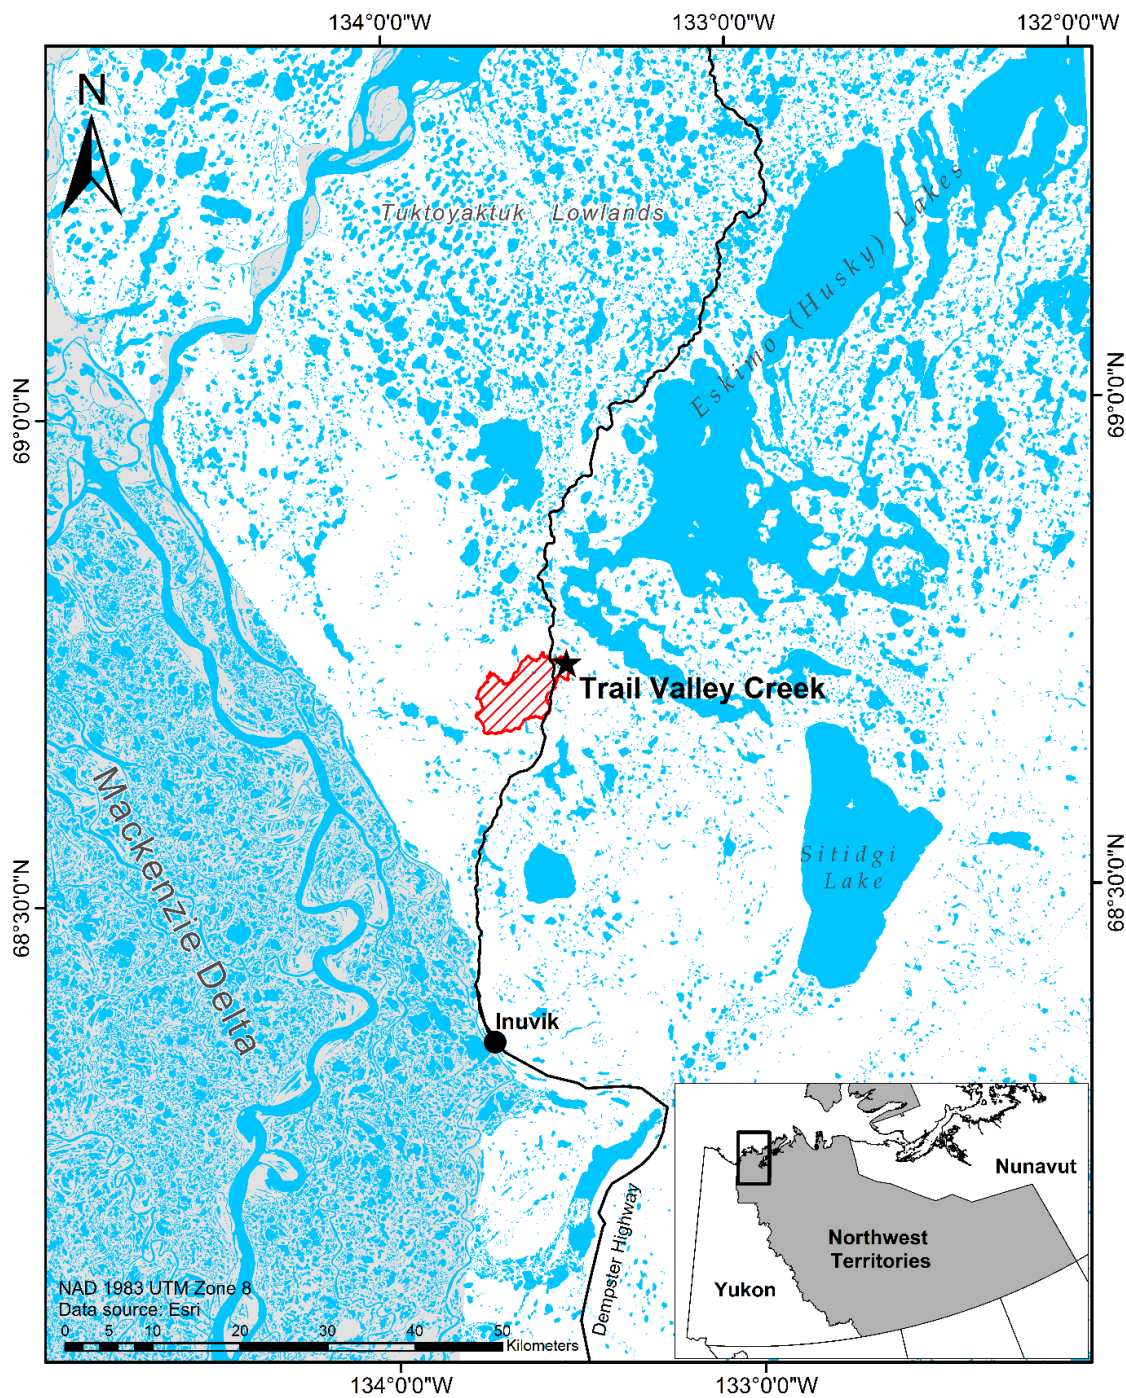 134°0'0"W
133°0'0"W
132°0'0"W
N
Tuktoyaktuk Lowlands
Eskimo (Husky) Lakes
69°0'0"N
69°0'0"N
Trail Valley Creek
Mackenzie Delta
Sitidgi
Lake
68°30'0"N
68°30'0"N
Inuvik
Dempster Highway
Nunavut
Northwest
Territories
Yukon
NAD 1983 UTM Zone 8
Data source: Esri
0 5 10 20 30 40 50
Kilometers
134°0'0"W
133°0'0"W